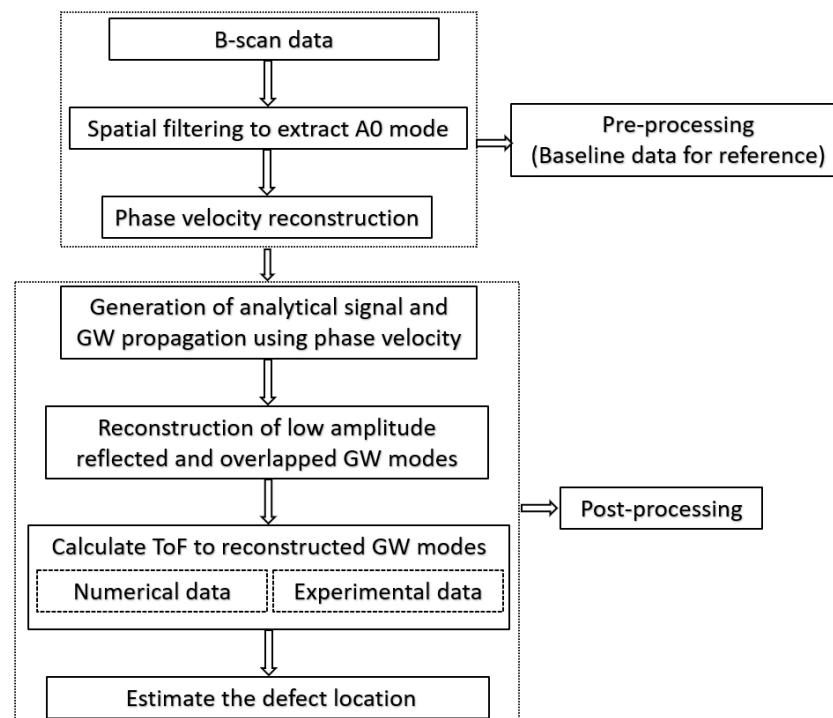 B-scan data
Spatial filtering to extract A0 mode
Pre-processing
(Baseline data for reference)
Phase velocity reconstruction
Generation of analytical signal and
GW propagation using phase velocity
Reconstruction of low amplitude
reflected and overlapped GW modes
Post-processing
Calculate ToF to reconstructed GW modes
Numerical data
Experimental data
Estimate the defect location